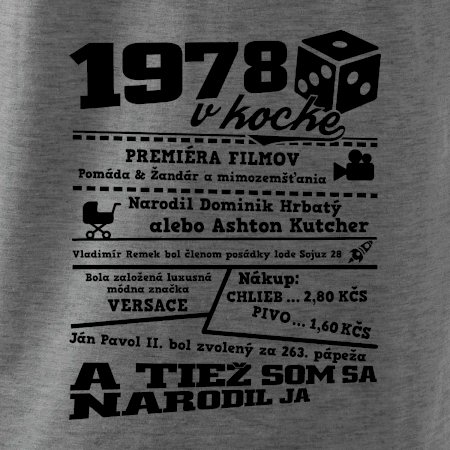 1978
v kocke
PREMIÉRA FILMOV
Pomáda & Žandár a mimozemšťania
Narodil Dominik Hrbatý
alebo Ashton Kutcher
Vladimír Remek bol členom posádky lode Sojuz 28
Bola založená luxusná
módna značka
VERSACE
Nákup:
CHLIEB ... 2,80 KČS
PIVO ... 1,60 KČS
Ján Pavol II. bol zvolený za 263. pápeža
A TIEŽ SOM SA
NARODIL JA